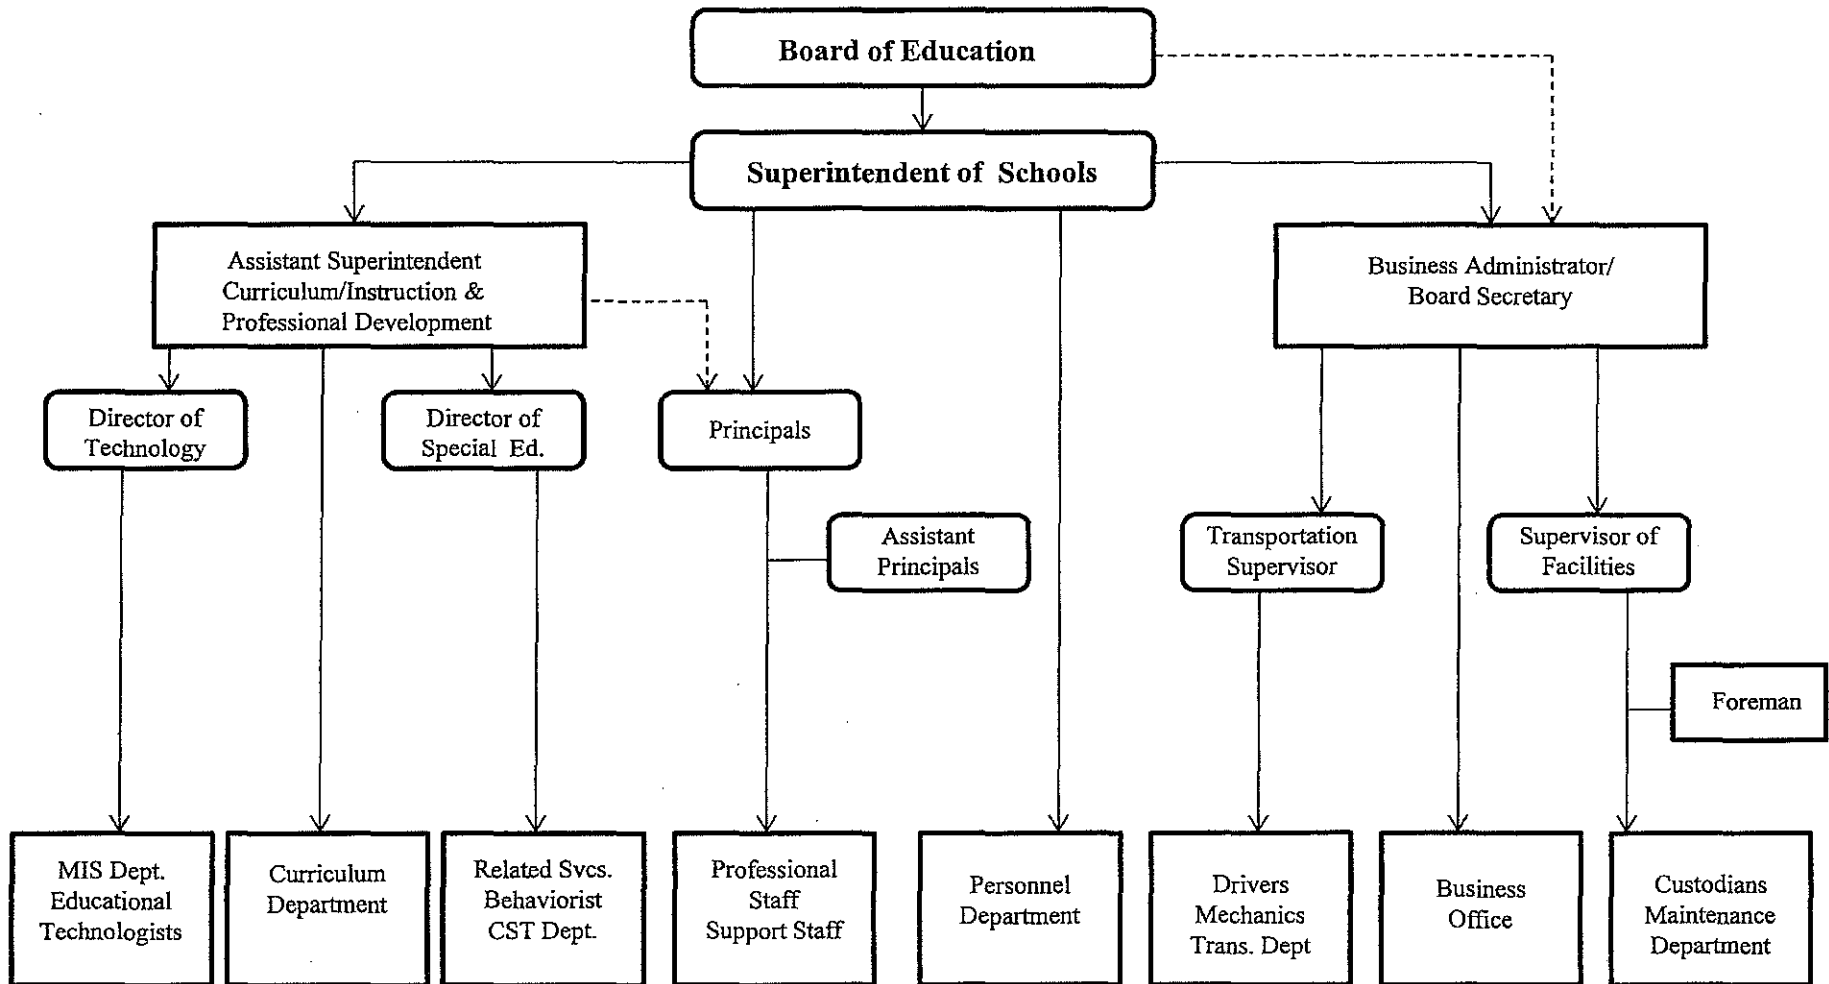 Board of Education
Superintendent of Schools
Assistant Superintendent
Curriculum/Instruction &
Professional Development
Business Administrator/
Board Secretary
Director of
Technology
Director of
Special Ed.
Principals
Assistant
Principals
Transportation
Supervisor
Supervisor of
Facilities
Foreman
MIS Dept.
Educational
Technologists
Curriculum
Department
Related Svcs.
Behaviorist
CST Dept.
Professional
Staff
Support Staff
Personnel
Department
Drivers
Mechanics
Trans. Dept
Business
Office
Custodians
Maintenance
Department